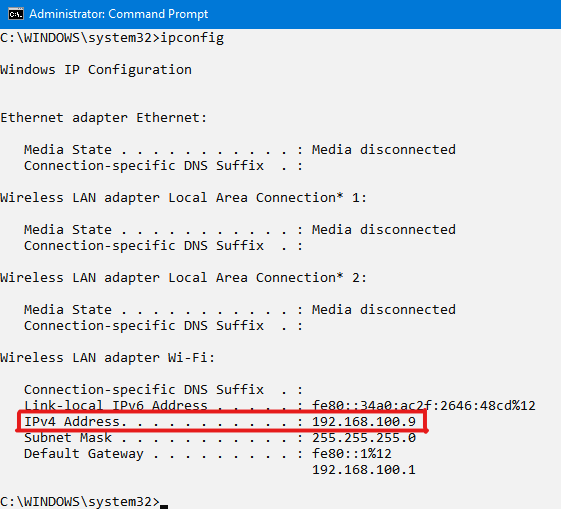 Administrator: Command Prompt
C:\WINDOWS\system32>ipconfig
Windows IP Configuration
Ethernet adapter Ethernet:
Media State . . . . . . . . . . . : Media disconnected
Connection-specific DNS Suffix  . :
Wireless LAN adapter Local Area Connection* 1:
Media State . . . . . . . . . . . : Media disconnected
Connection-specific DNS Suffix  . :
Wireless LAN adapter Local Area Connection* 2:
Media State . . . . . . . . . . . : Media disconnected
Connection-specific DNS Suffix  . :
Wireless LAN adapter Wi-Fi:
Connection-specific DNS Suffix  . :
Link-local IPv6 Address . . . . . : fe80::34a0:ac2f:2646:48cd%12
IPv4 Address. . . . . . . . . . . : 192.168.100.9
Subnet Mask . . . . . . . . . . . : 255.255.255.0
Default Gateway . . . . . . . . . : fe80::1%12
192.168.100.1
C:\WINDOWS\system32>